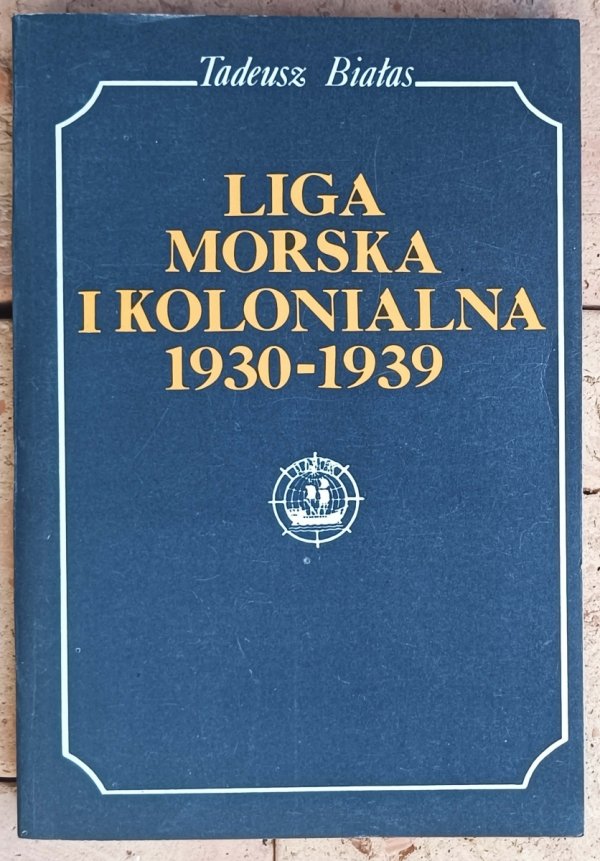 Tadeusz Białas
LIGA
MORSKA
I KOLONIALNA
1930-1939